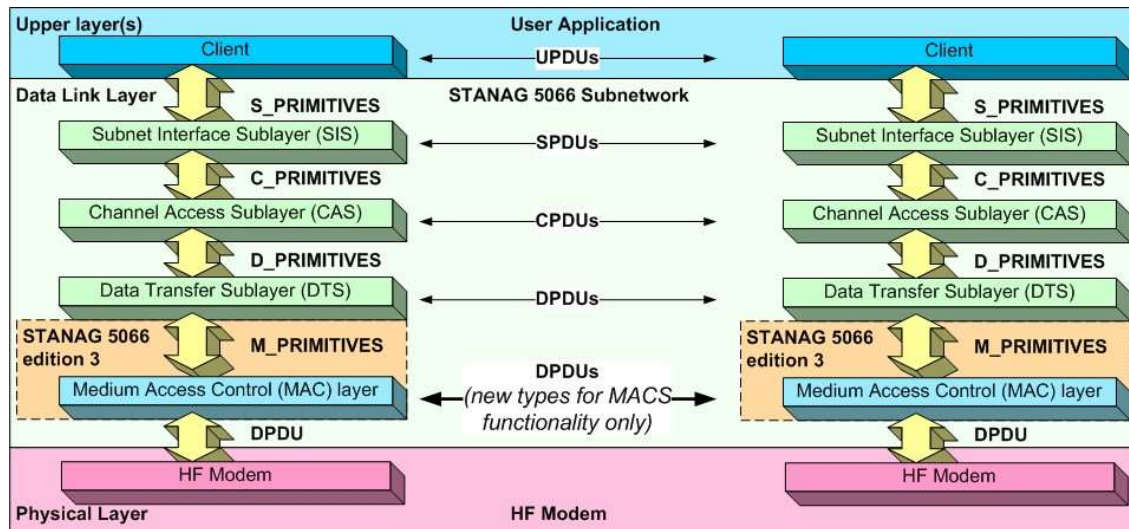 Upper layer(s)
User Application
Client
UPDUs
Client
Data Link Layer
S_PRIMITIVES
STANAG 5066 Subnetwork
S_PRIMITIVES
Subnet Interface Sublayer (SIS)
SPDUs
Subnet Interface Sublayer (SIS)
C_PRIMITIVES
C_PRIMITIVES
Channel Access Sublayer (CAS)
CPDUs
Channel Access Sublayer (CAS)
D_PRIMITIVES
D_PRIMITIVES
Data Transfer Sublayer (DTS)
DPDUs
Data Transfer Sublayer (DTS)
STANAG 5066
edition 3
M_PRIMITIVES
STANAG 5066
edition 3
M_PRIMITIVES
Medium Access Control (MAC) layer
DPDUs
(new types for MACS
functionality only)
Medium Access Control (MAC) layer
DPDU
DPDU
HF Modem
HF Modem
Physical Layer
HF Modem